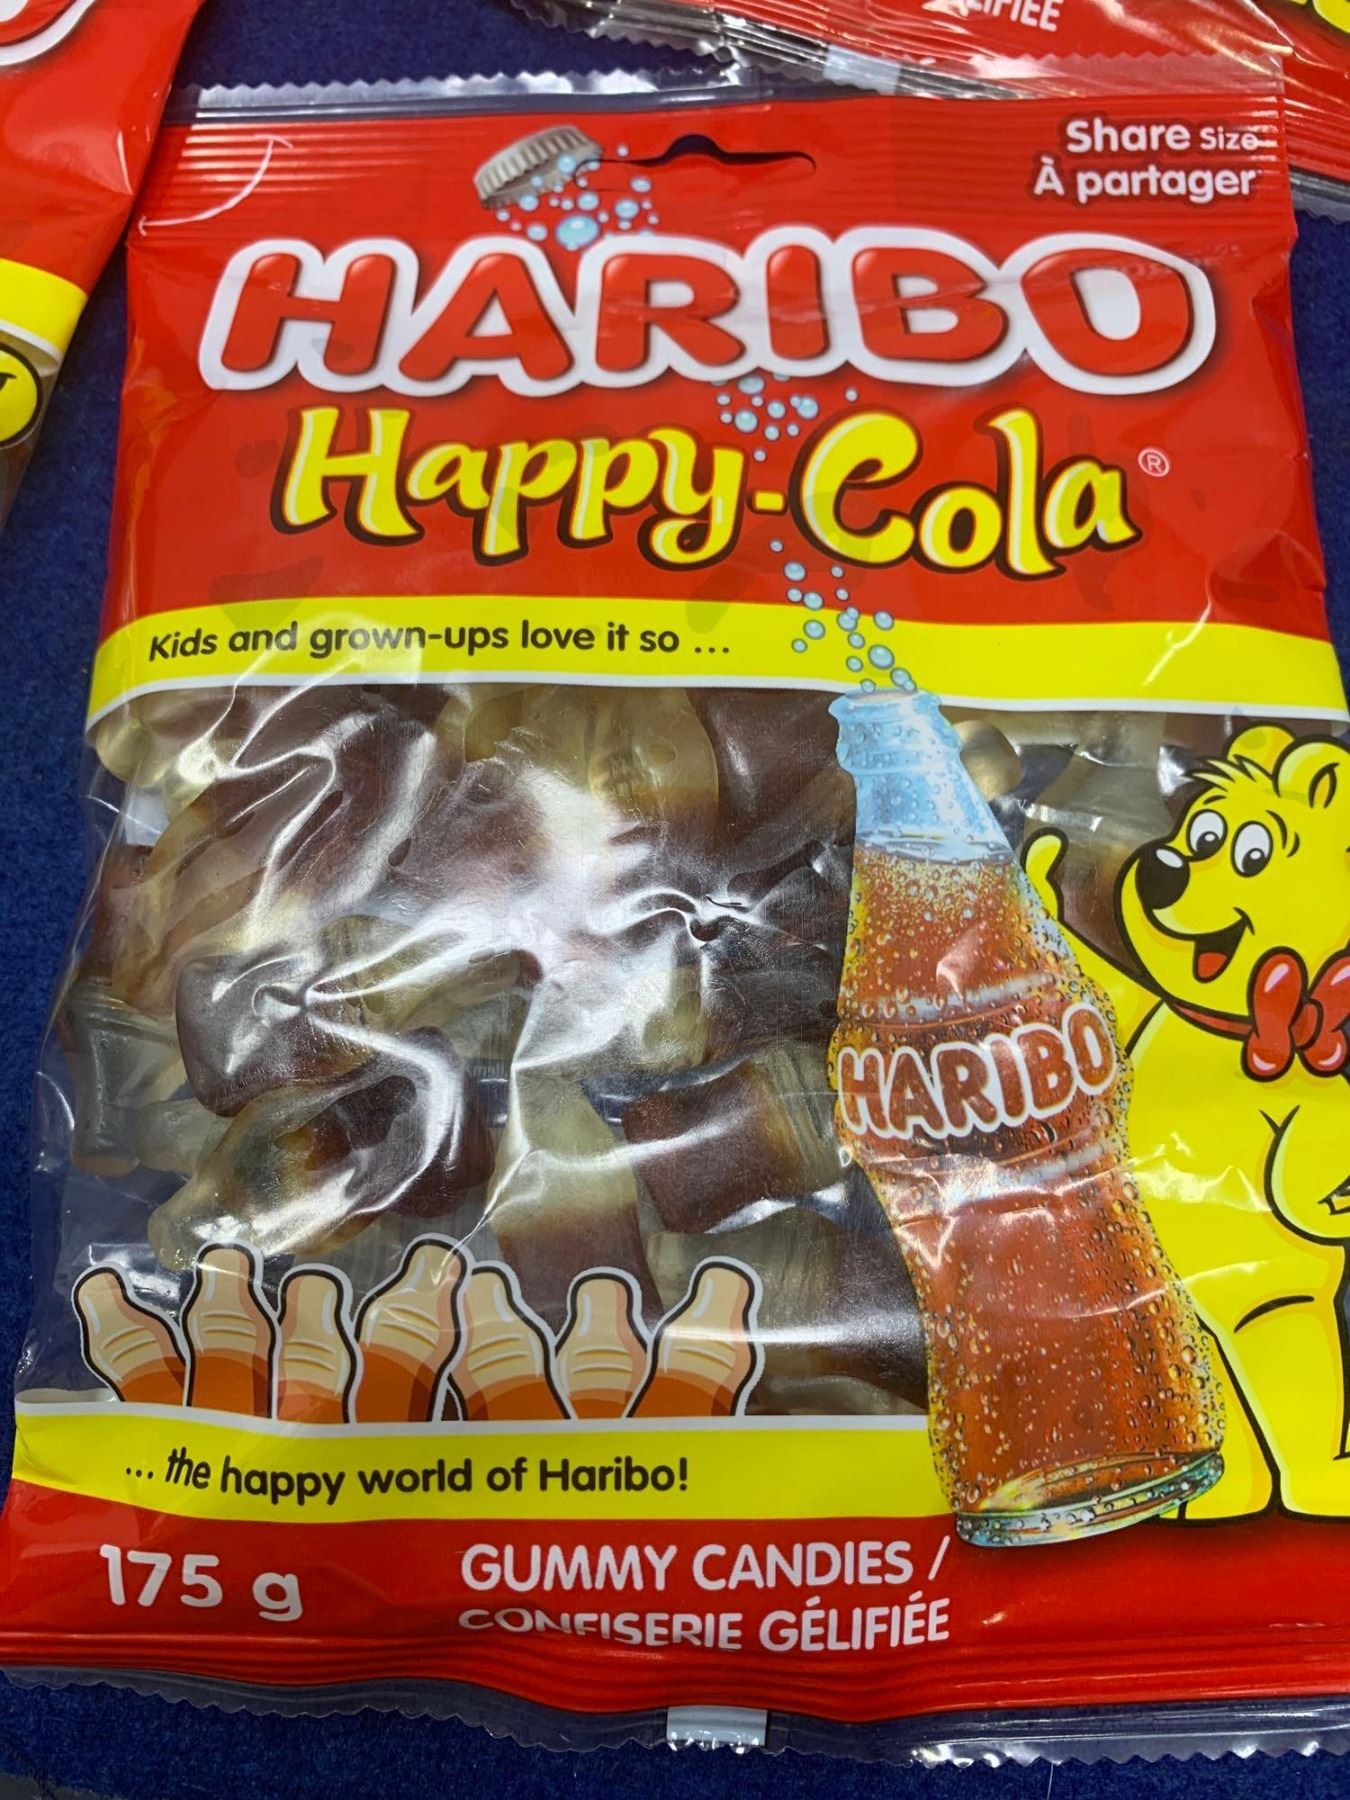 LIFIÉE
Share Size
À partager
HARIBO
Happy-Cola®
Kids and grown-ups love it so ...
HARIBO
... the happy world of Haribo!
175 g
GUMMY CANDIES /
CONFISERIE GÉLIFIÉE